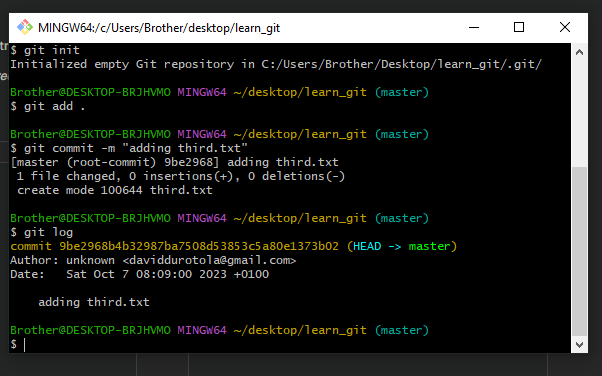 MINGW64:/c/Users/Brother/desktop/learn_git
$ git init
Initialized empty Git repository in C:/Users/Brother/Desktop/learn_git/.git/
Brother@DESKTOP-BRJHVMO MINGW64 ~/desktop/learn_git (master)
$ git add .
Brother@DESKTOP-BRJHVMO MINGW64 ~/desktop/learn_git (master)
$ git commit -m "adding third.txt"
[master (root-commit) 9be2968] adding third.txt
 1 file changed, 0 insertions(+), 0 deletions(-)
 create mode 100644 third.txt
Brother@DESKTOP-BRJHVMO MINGW64 ~/desktop/learn_git (master)
$ git log
commit 9be2968b4b32987ba7508d53853c5a80e1373b02 (HEAD -> master)
Author: unknown <daviddurotola@gmail.com>
Date:   Sat Oct 7 08:09:00 2023 +0100
    adding third.txt
Brother@DESKTOP-BRJHVMO MINGW64 ~/desktop/learn_git (master)
$